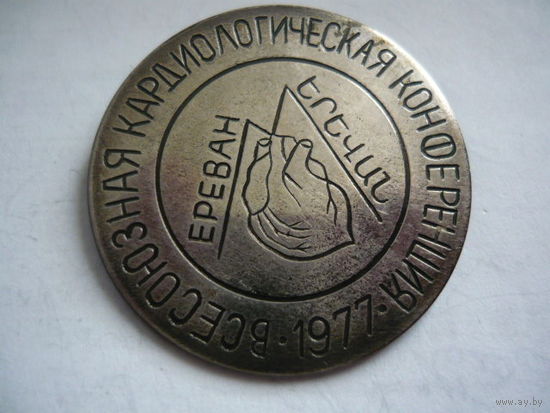 ВСЕСОЮЗНАЯ КАРДИОЛОГИЧЕСКАЯ КОНФЕРЕНЦИЯ
· 1977 ·
ЕРЕВАН
ԵՐԵՎԱՆ
www.ay.by